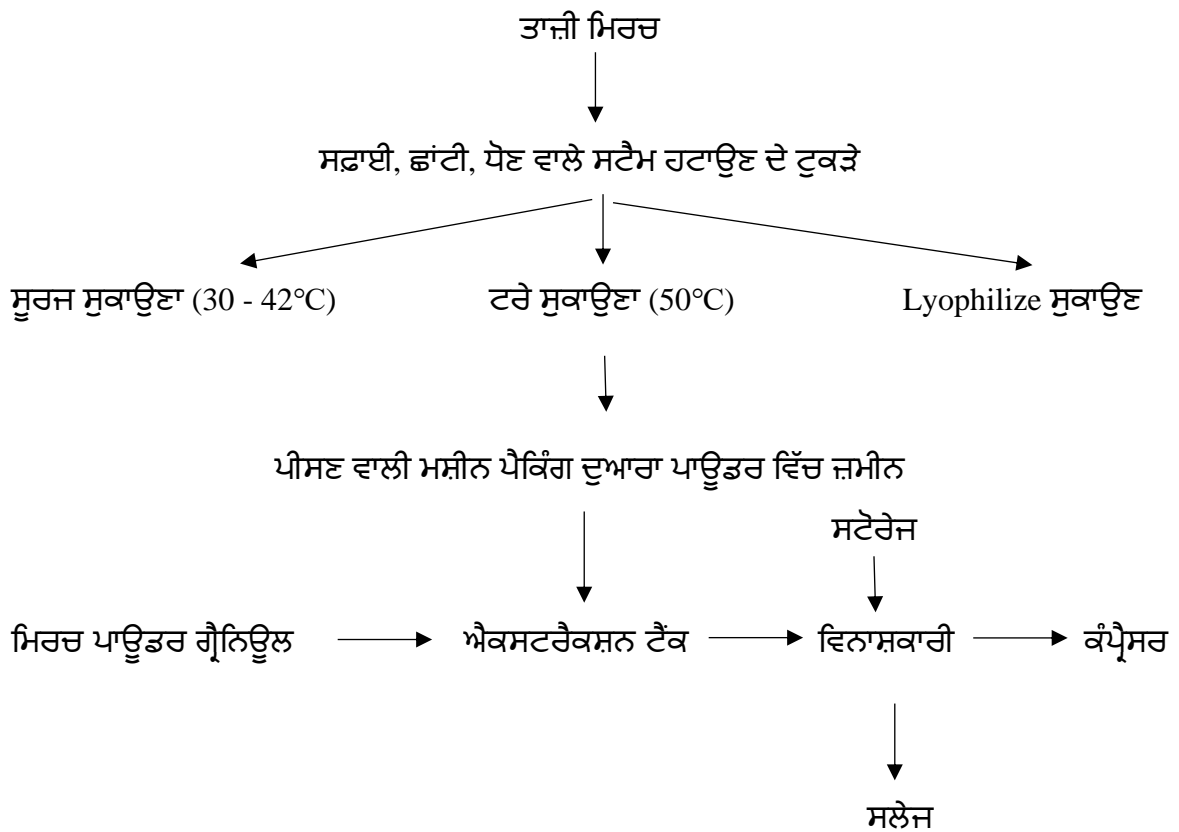 ਤਾਜ਼ੀ ਮਿਰਚ
ਸਫ਼ਾਈ, ਛਾਂਟੀ, ਧੋਣ ਵਾਲੇ ਸਟੈਮ ਹਟਾਉਣ ਦੇ ਟੁਕੜੇ
ਸੂਰਜ ਸੁਕਾਉਣਾ (30 - 42°C) ਟਰੇ ਸੁਕਾਉਣਾ (50°C) Lyophilize ਸੁਕਾਉਣ
ਪੀਸਣ ਵਾਲੀ ਮਸ਼ੀਨ ਪੈਕਿੰਗ ਦੁਆਰਾ ਪਾਊਡਰ ਵਿੱਚ ਜ਼ਮੀਨ
ਸਟੋਰੇਜ
ਮਿਰਚ ਪਾਊਡਰ ਗ੍ਰੈਨਿਊਲ ਐਕਸਟਰੈਕਸ਼ਨ ਟੈਂਕ ਵਿਨਾਸ਼ਕਾਰੀ ਕੰਪ੍ਰੈਸਰ
ਸਲੇਜ